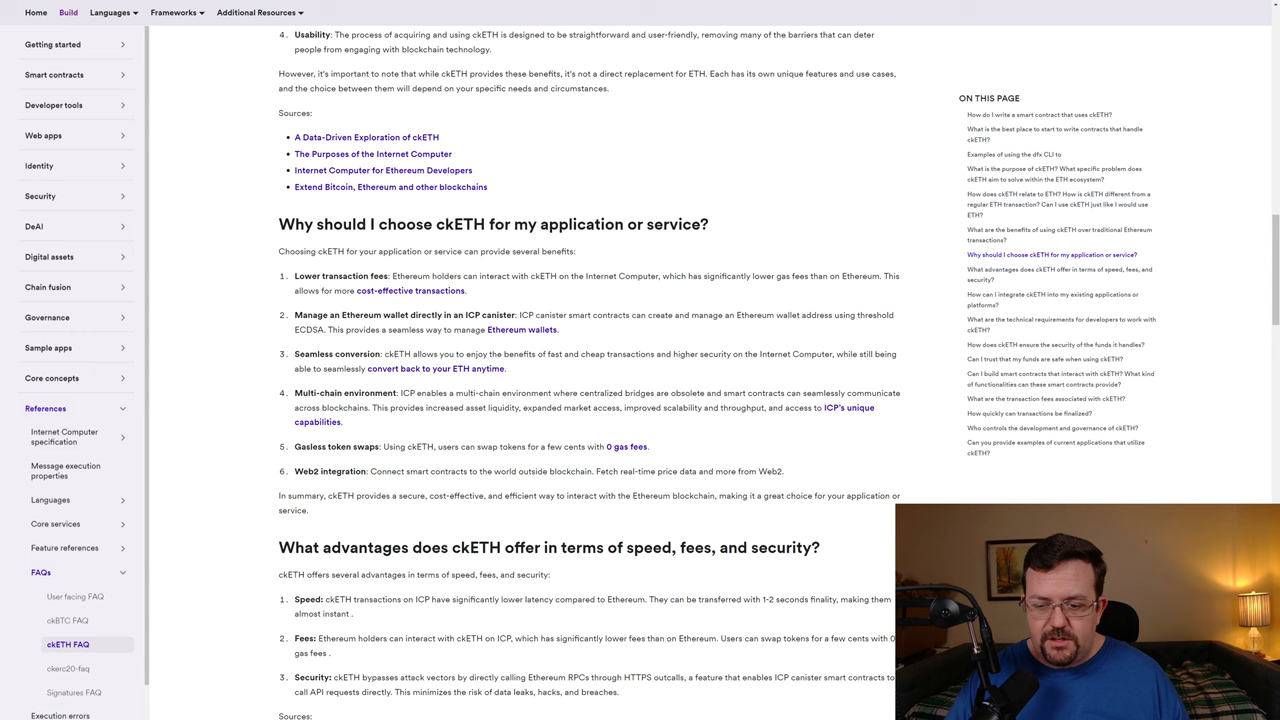 Home Build Languages Frameworks Additional Resources
Getting started
Smart contracts
Developer tools
Web apps
Identity
Security
DeAI
Digital assets
Chain fusion
Governance
Sample apps
Core concepts
References
Internet Computer
specification
Message execution
properties
Languages
Core services
Feature references
FAQs
User facing FAQ
ckBTC FAQ
ckETH FAQ
ckerc20-faq
Signatures FAQ
Execution errors
4. Usability: The process of acquiring and using ckETH is designed to be straightforward and user-friendly, removing many of the barriers that can deter
people from engaging with blockchain technology.
However, it's important to note that while ckETH provides these benefits, it's not a direct replacement for ETH. Each has its own unique features and use cases,
and the choice between them will depend on your specific needs and circumstances.
Sources:
• A Data-Driven Exploration of ckETH
• The Purposes of the Internet Computer
• Internet Computer for Ethereum Developers
• Extend Bitcoin, Ethereum and other blockchains
Why should I choose ckETH for my application or service?
Choosing ckETH for your application or service can provide several benefits:
1. Lower transaction fees: Ethereum holders can interact with ckETH on the Internet Computer, which has significantly lower gas fees than on Ethereum. This
allows for more cost-effective transactions.
2. Manage an Ethereum wallet directly in an ICP canister: ICP canister smart contracts can create and manage an Ethereum wallet address using threshold
ECDSA. This provides a seamless way to manage Ethereum wallets.
3. Seamless conversion: ckETH allows you to enjoy the benefits of fast and cheap transactions and higher security on the Internet Computer, while still being
able to seamlessly convert back to your ETH anytime.
4. Multi-chain environment: ICP enables a multi-chain environment where centralized bridges are obsolete and smart contracts can seamlessly communicate
across blockchains. This provides increased asset liquidity, expanded market access, improved scalability and throughput, and access to ICP's unique
capabilities.
5. Gasless token swaps: Using ckETH, users can swap tokens for a few cents with 0 gas fees.
6. Web2 integration: Connect smart contracts to the world outside blockchain. Fetch real-time price data and more from Web2.
In summary, ckETH provides a secure, cost-effective, and efficient way to interact with the Ethereum blockchain, making it a great choice for your application or
service.
What advantages does ckETH offer in terms of speed, fees, and security?
ckETH offers several advantages in terms of speed, fees, and security:
1. Speed: ckETH transactions on ICP have significantly lower latency compared to Ethereum. They can be transferred with 1-2 seconds finality, making them
almost instant .
2. Fees: Ethereum holders can interact with ckETH on ICP, which has significantly lower fees than on Ethereum. Users can swap tokens for a few cents with 0
gas fees .
3. Security: ckETH bypasses attack vectors by directly calling Ethereum RPCs through HTTPS outcalls, a feature that enables ICP canister smart contracts to
call API requests directly. This minimizes the risk of data leaks, hacks, and breaches.
Sources:
ON THIS PAGE
How do I write a smart contract that uses ckETH?
What is the best place to start to write contracts that handle
ckETH?
Examples of using the dfx CLI to
What is the purpose of ckETH? What specific problem does
ckETH aim to solve within the ETH ecosystem?
How does ckETH relate to ETH? How is ckETH different from a
regular ETH transaction? Can I use ckETH just like I would use
ETH?
What are the benefits of using ckETH over traditional Ethereum
transactions?
Why should I choose ckETH for my application or service?
What advantages does ckETH offer in terms of speed, fees, and
security?
How can I integrate ckETH into my existing applications or
platforms?
What are the technical requirements for developers to work with
ckETH?
How does ckETH ensure the security of the funds it handles?
Can I trust that my funds are safe when using ckETH?
Can I build smart contracts that interact with ckETH? What kind
of functionalities can these smart contracts provide?
What are the transaction fees associated with ckETH?
How quickly can transactions be finalized?
Who controls the development and governance of ckETH?
Can you provide examples of current applications that utilize
ckETH?